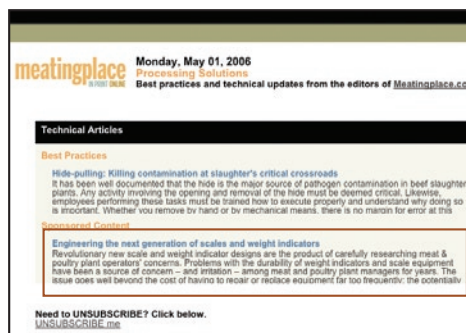 Monday, May 01, 2006
meatingplace
IN PRINT ONLINE
Processing Solutions
Best practices and technical updates from the editors of Meatingplace.co
Technical Articles
Best Practices
Hide-pulling: Killing contamination at slaughter's critical crossroads
It has been well documented that the hide is the major source of pathogen contamination in beef slaughter
plants. Any activity involving the opening and removal of the hide must be deemed critical. Likewise,
employees performing these tasks must be trained how to execute properly and understand why doing so
is important. Whether you remove by hand or by mechanical means, there is no margin for error at this
Sponsored Content
Engineering the next generation of scales and weight indicators
Revolutionary new scale and weight indicator designs are the product of carefully researching meat &
poultry plant operators' concerns. Problems with the durability of weight indicators and scale equipment
have been a source of concern – and irritation – among meat and poultry plant managers for years. The
issue goes well beyond the cost of having to repair or replace equipment far too frequently: the potentially
Need to UNSUBSCRIBE? Click below.
UNSUBSCRIBE me